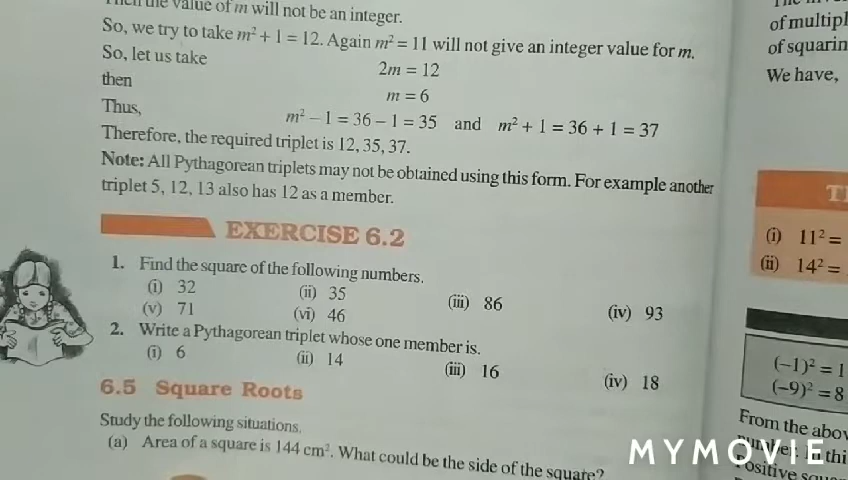 value of m will not be an integer.
So, we try to take m² + 1 = 12. Again m² = 11 will not give an integer value for m.
So, let us take
2m = 12
then
m = 6
Thus,
m² – 1 = 36 – 1 = 35 and m² + 1 = 36 + 1 = 37
Therefore, the required triplet is 12, 35, 37.
Note: All Pythagorean triplets may not be obtained using this form. For example another
triplet 5, 12, 13 also has 12 as a member.
EXERCISE 6.2
1. Find the square of the following numbers.
(i) 32 (ii) 35 (iii) 86 (iv) 93
(v) 71 (vi) 46
2. Write a Pythagorean triplet whose one member is.
(i) 6 (ii) 14 (iii) 16 (iv) 18
6.5 Square Roots
Study the following situations.
(a) Area of a square is 144 cm². What could be the side of the square?
of multipl
of squarin
We have,
(i) 11² =
(ii) 14² =
(–1)² = 1
(–9)² = 8
From the abov
MYMOVIE